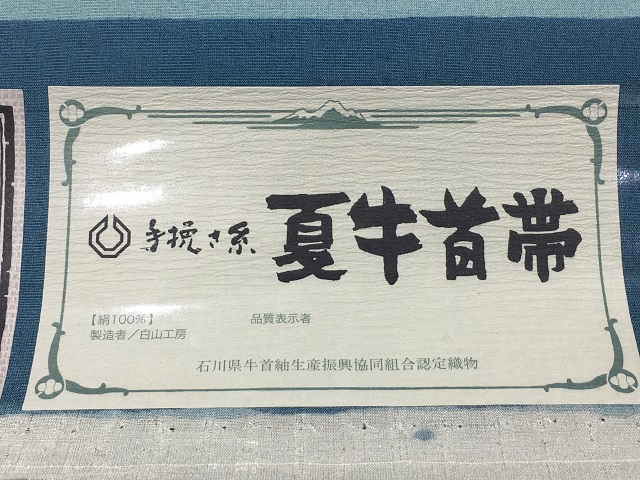 手挽き糸 夏牛首帯
【絹100%】 品質表示者
製造者／白山工房
石川県牛首紬生産振興協同組合認定織物